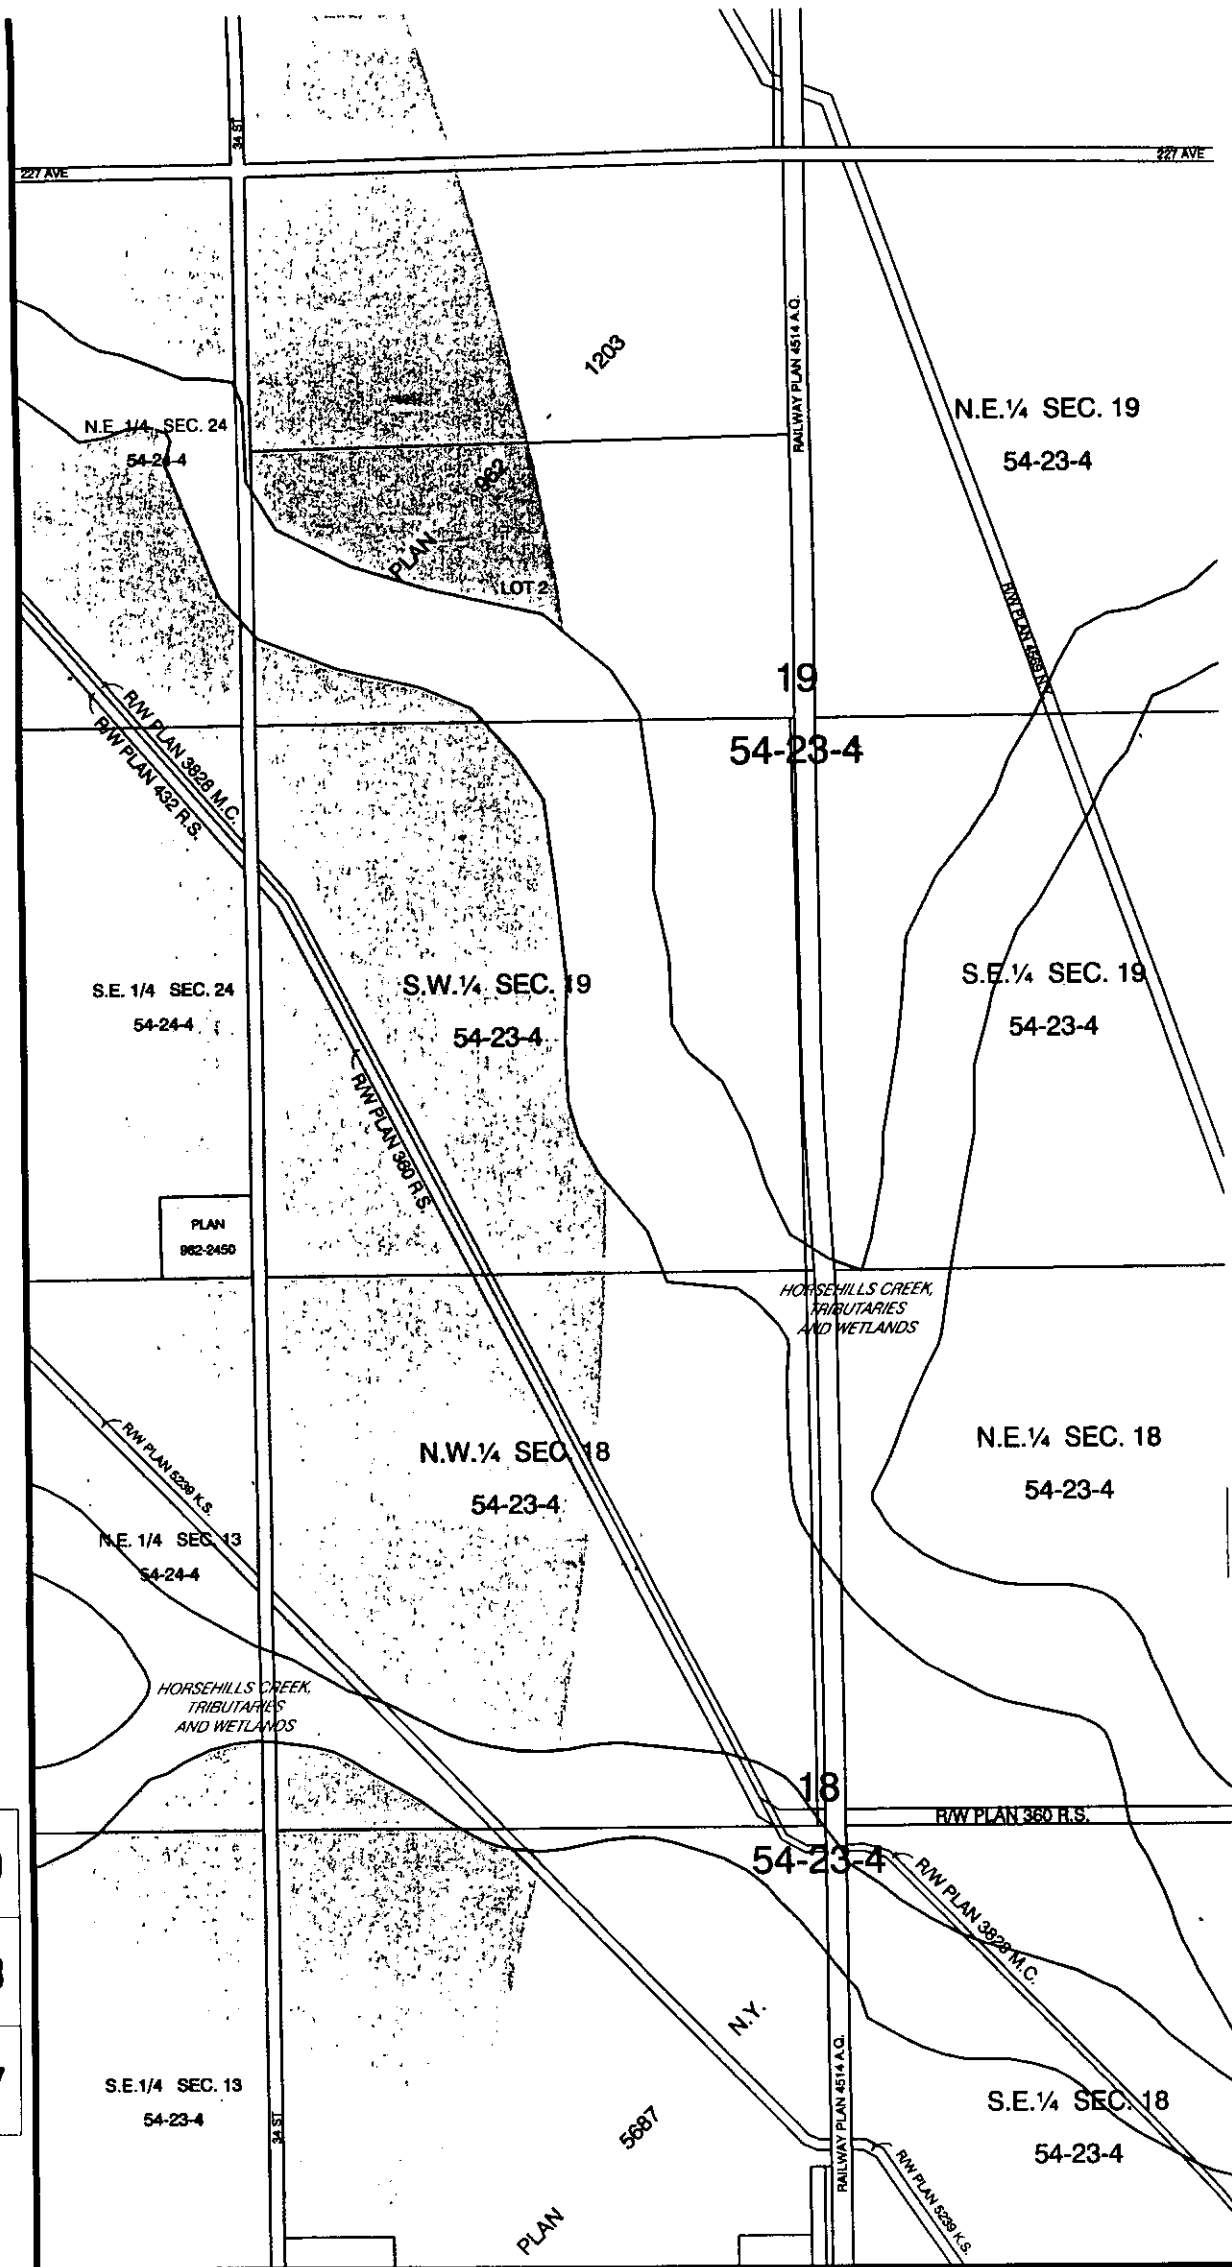 34 ST
227 AVE
227 AVE
1203
RAILWAY PLAN 4514 A.Q.
N.E.¼ SEC. 19
54-23-4
N.E. 1/4 SEC. 24
54-24-4
962
PLAN
LOT 2
R/W PLAN 4569 N.Y.
19
54-23-4
R/W PLAN 3828 M.C.
R/W PLAN 432 R.S.
S.E. 1/4 SEC. 24
54-24-4
S.W.¼ SEC. 19
54-23-4
S.E.¼ SEC. 19
54-23-4
R/W PLAN 360 R.S.
PLAN
962-2450
HORSEHILLS CREEK,
TRIBUTARIES
AND WETLANDS
R/W PLAN 5239 K.S.
N.W.¼ SEC. 18
54-23-4
N.E.¼ SEC. 18
54-23-4
N.E. 1/4 SEC. 13
54-24-4
HORSEHILLS CREEK,
TRIBUTARIES
AND WETLANDS
18
54-23-4
R/W PLAN 360 R.S.
R/W PLAN 3828 M.C.
N.Y.
5687
PLAN
S.E.1/4 SEC. 13
54-23-4
34 ST
RAILWAY PLAN 4514 A.Q.
S.E.¼ SEC. 18
54-23-4
R/W PLAN 5239 K.S.